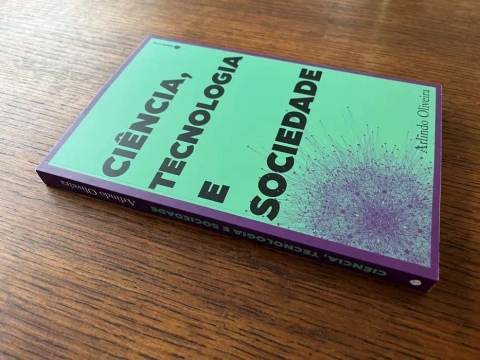 CIÊNCIA,
TECNOLOGIA
E
SOCIEDADE
Arlindo Oliveira
Arlindo Oliveira
CIÊNCIA, TECNOLOGIA E SOCIEDADE